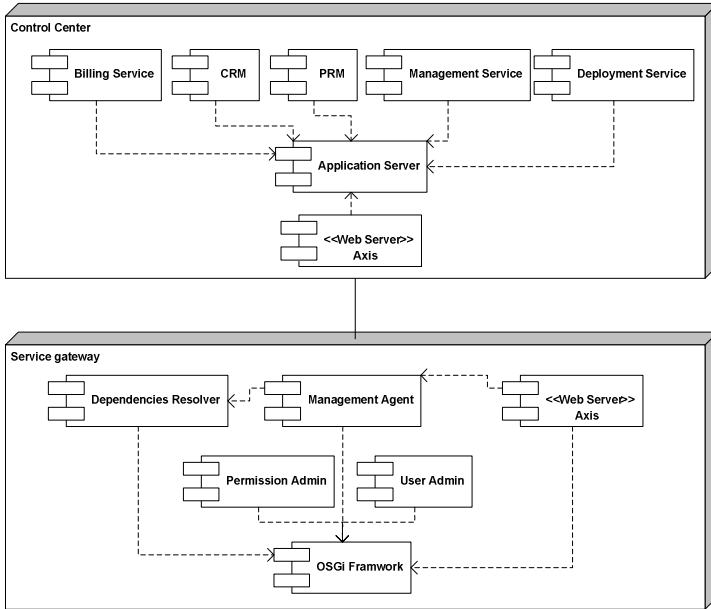 Control Center
Billing Service
CRM
PRM
Management Service
Deployment Service
Application Server
<<Web Server>>
Axis
Service gateway
Dependencies Resolver
Management Agent
<<Web Server>>
Axis
Permission Admin
User Admin
OSGi Framwork